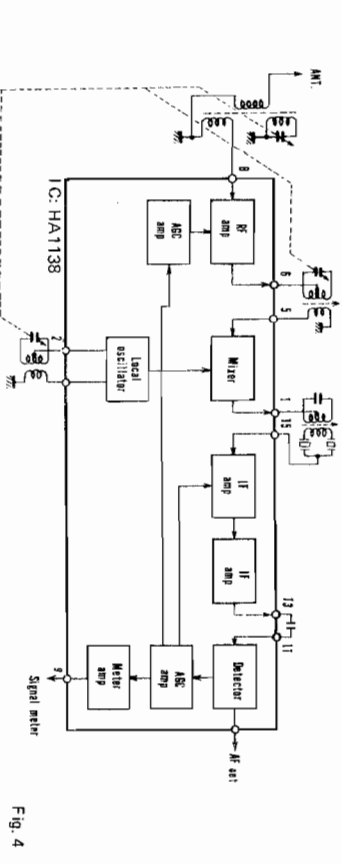 ANT.
8
RF
amp
AGC
amp
6
5
Mixer
Local
oscillator
2
1
15
IF
amp
IF
amp
13
11
Detector
AF out
AGC
amp
Meter
amp
9
Signal meter
IC: HA1138
Fig. 4